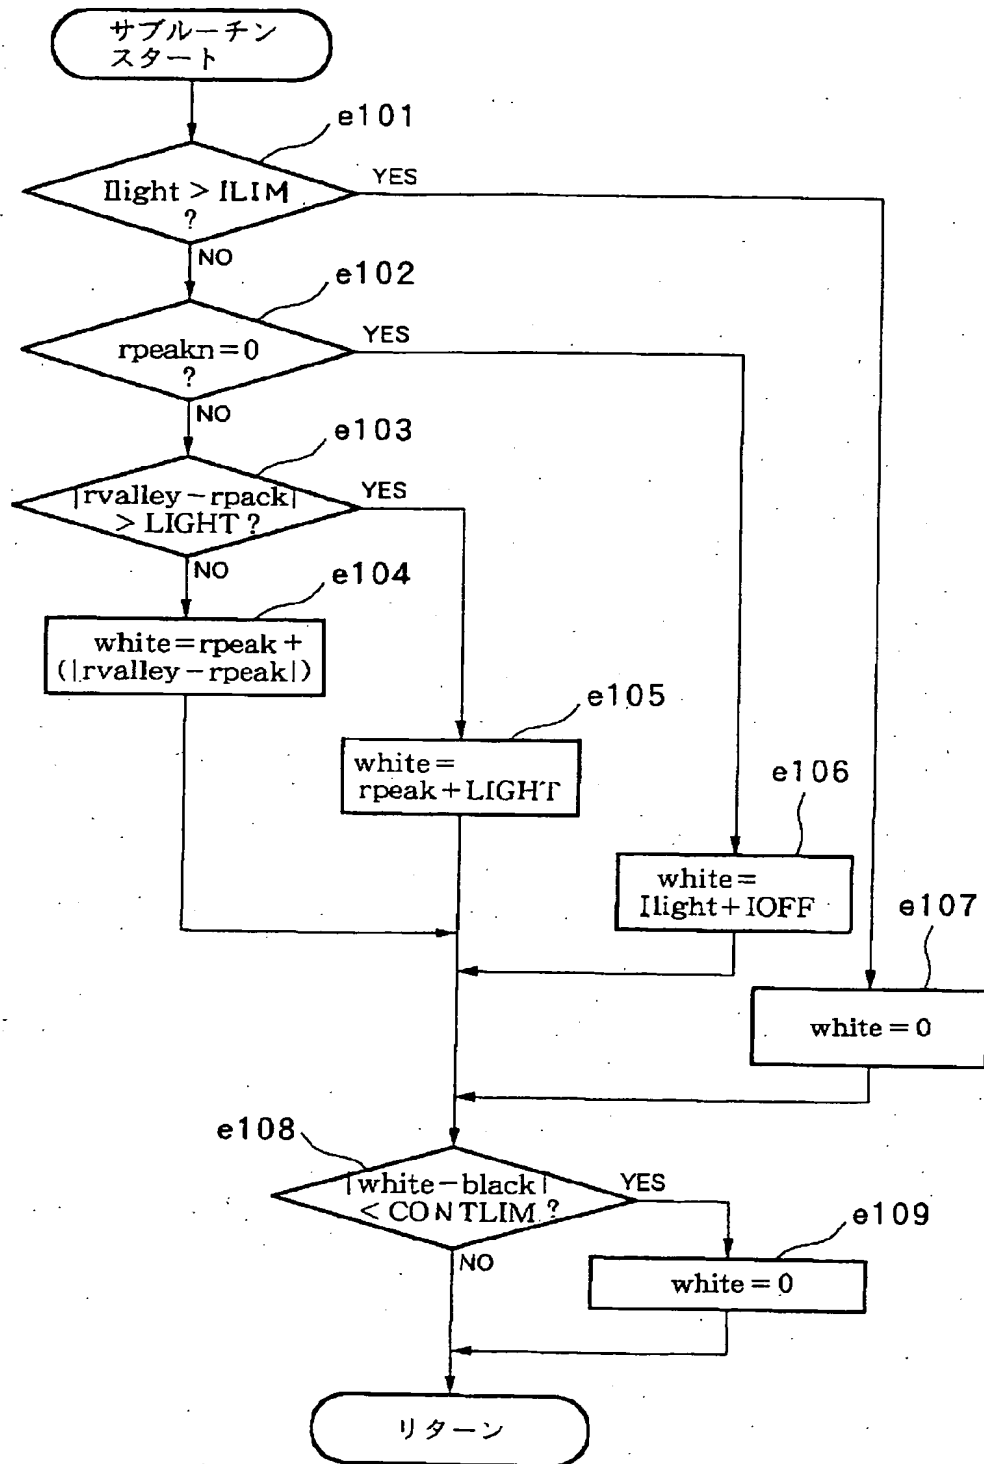 サブルーチン
スタート
e101
Ilight > ILIM
?
YES
NO
e102
rpeakn=0
?
YES
NO
e103
|rvalley-rpack|
> LIGHT ?
YES
NO
e104
white=rpeak+
(|rvalley-rpeak|)
e105
white=
rpeak+LIGHT
e106
white=
Ilight+IOFF
e107
white=0
e108
|white-black|
< CONTLIM ?
YES
NO
e109
white=0
リターン